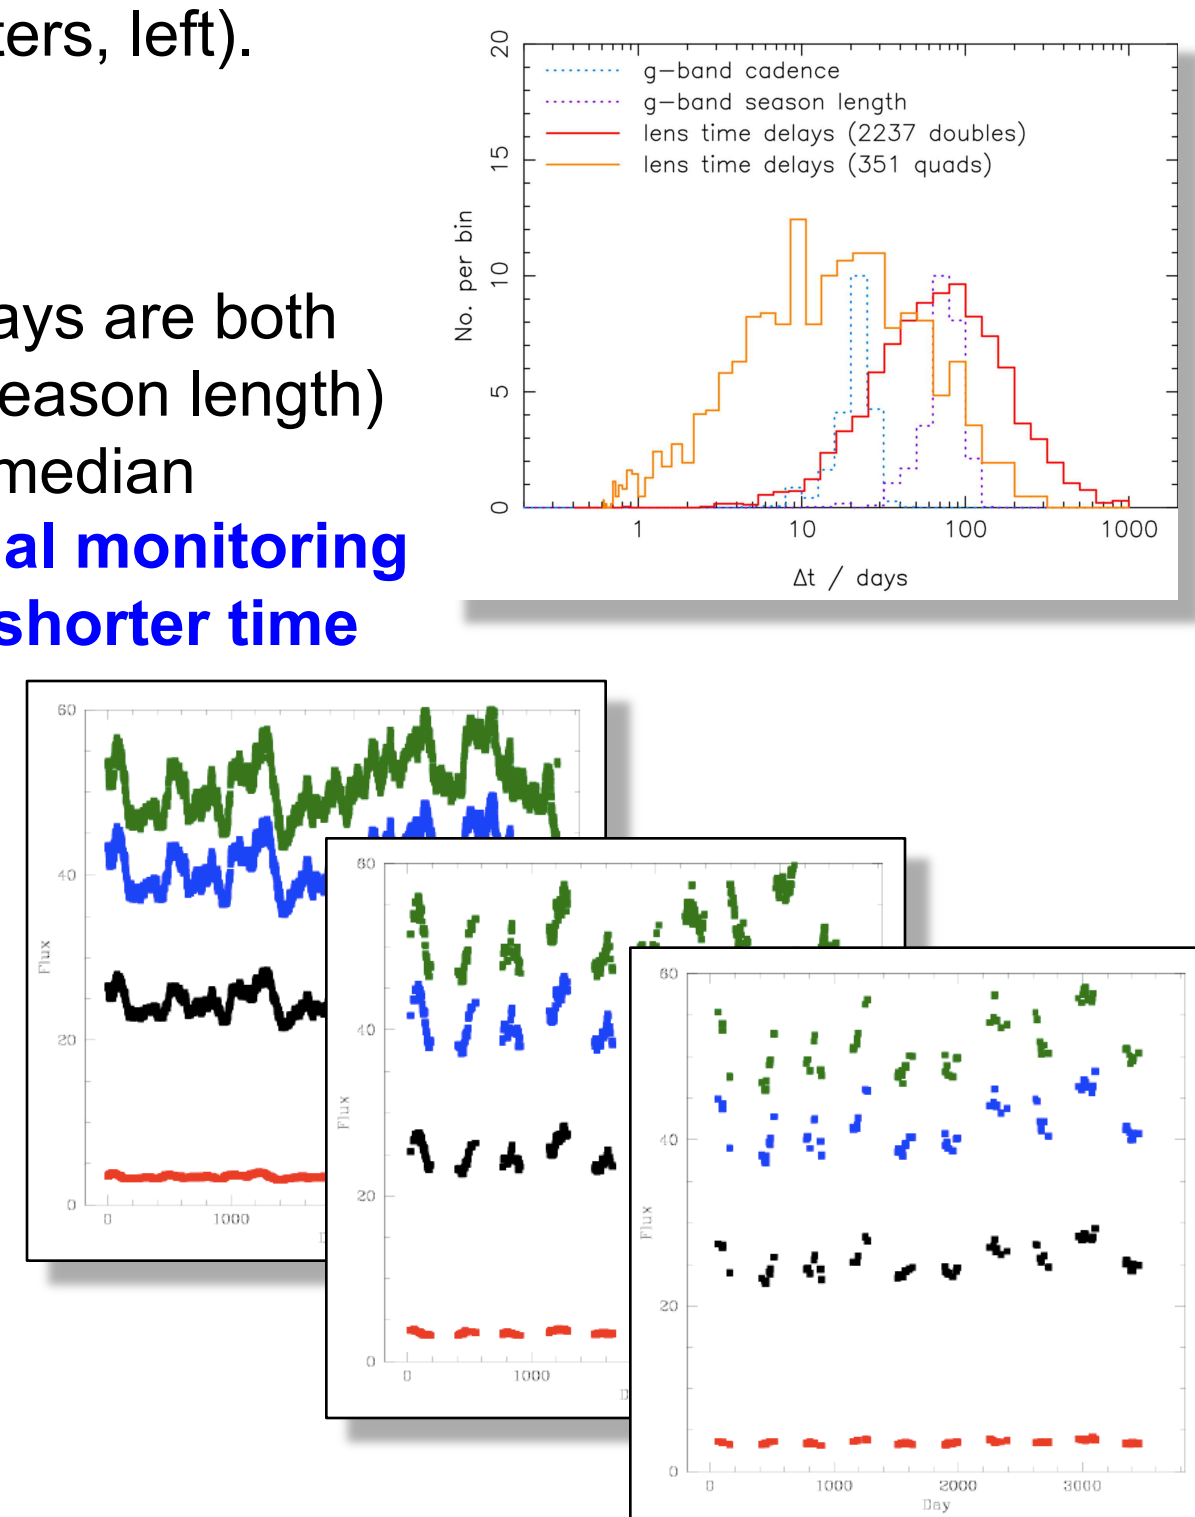 ters, left).
ays are both
eason length)
median
al monitoring
shorter time
20
15
10
5
0
No. per bin
g-band cadence
g-band season length
lens time delays (2237 doubles)
lens time delays (351 quads)
1 10 100 1000
Δt / days
60
40
20
0
Flux
0 1000
D
60
40
20
0
Flux
0 1000
D
60
40
20
0
Flux
0 1000 2000 3000
Day